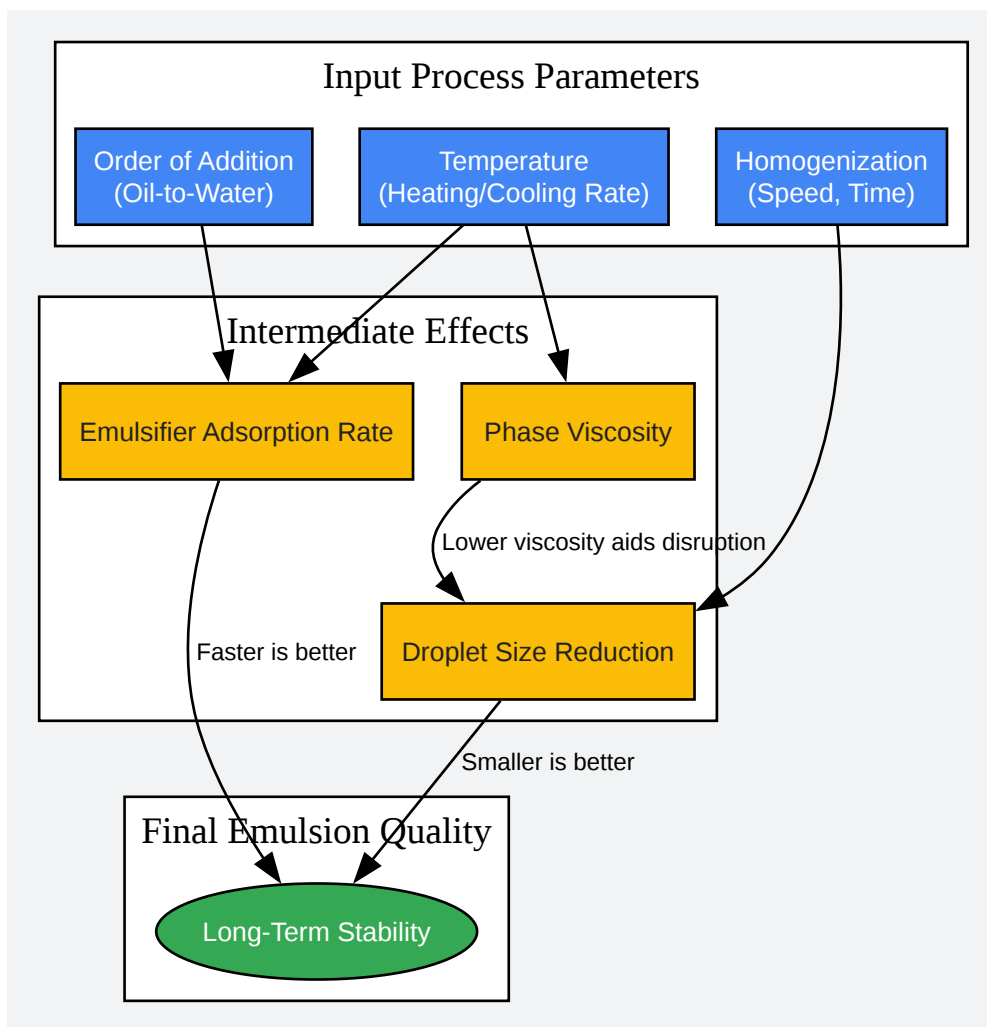 Input Process Parameters
Order of Addition
(Oil-to-Water)
Temperature
(Heating/Cooling Rate)
Homogenization
(Speed, Time)
Intermediate Effects
Emulsifier Adsorption Rate
Phase Viscosity
Lower viscosity aids disruption
Faster is better
Droplet Size Reduction
Smaller is better
Final Emulsion Quality
Long-Term Stability